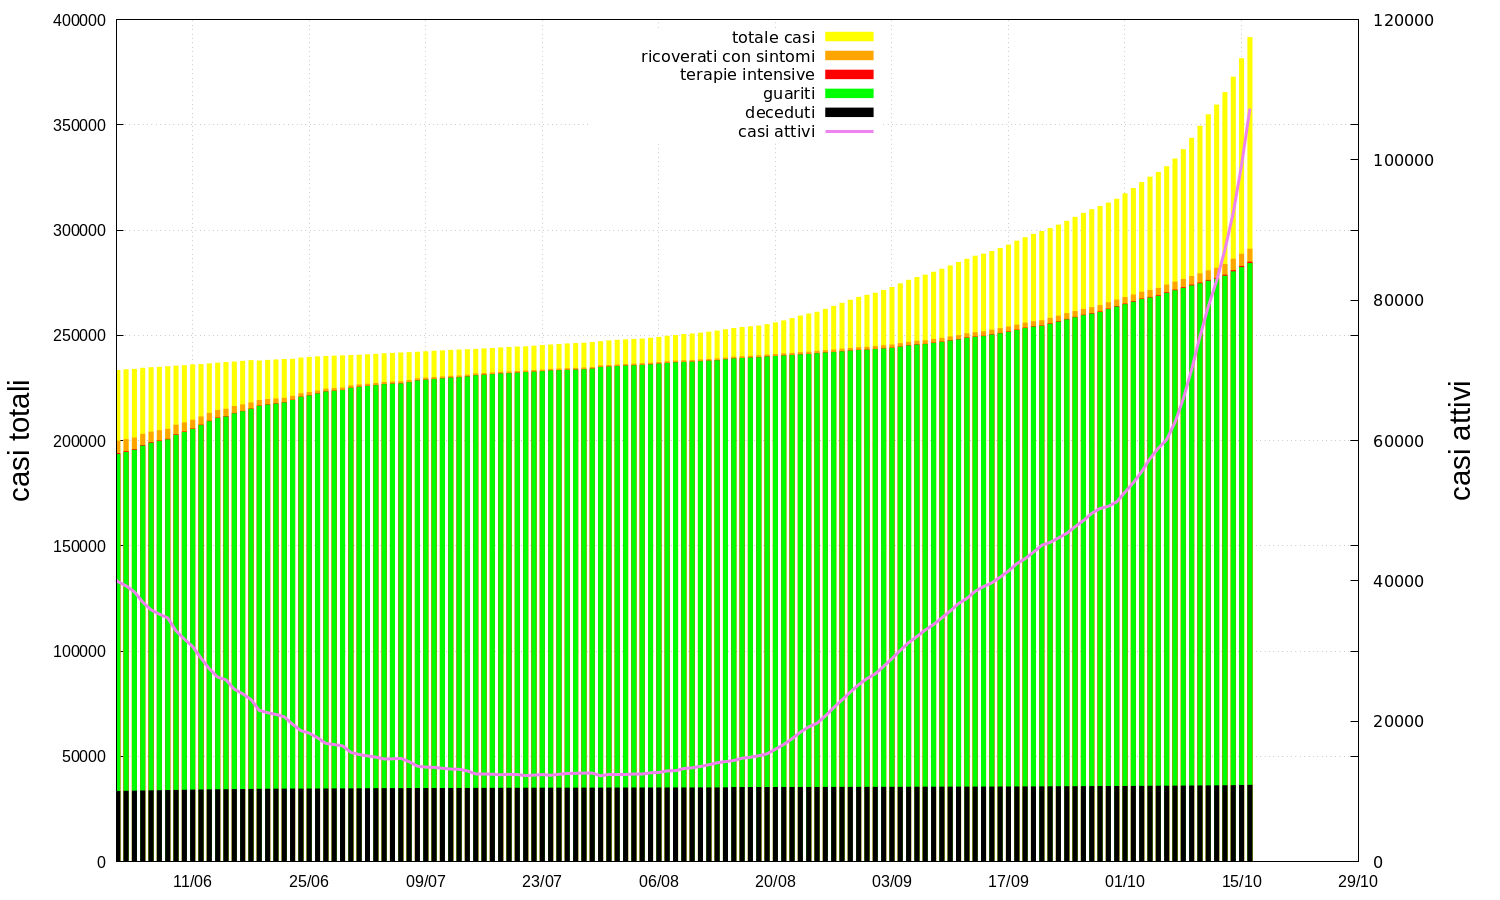 400000
350000
300000
250000
200000
150000
100000
50000
0
casi totali
totale casi
ricoverati con sintomi
terapie intensive
guariti
deceduti
casi attivi
120000
100000
80000
60000
40000
20000
0
casi attivi
11/06 25/06 09/07 23/07 06/08 20/08 03/09 17/09 01/10 15/10 29/10